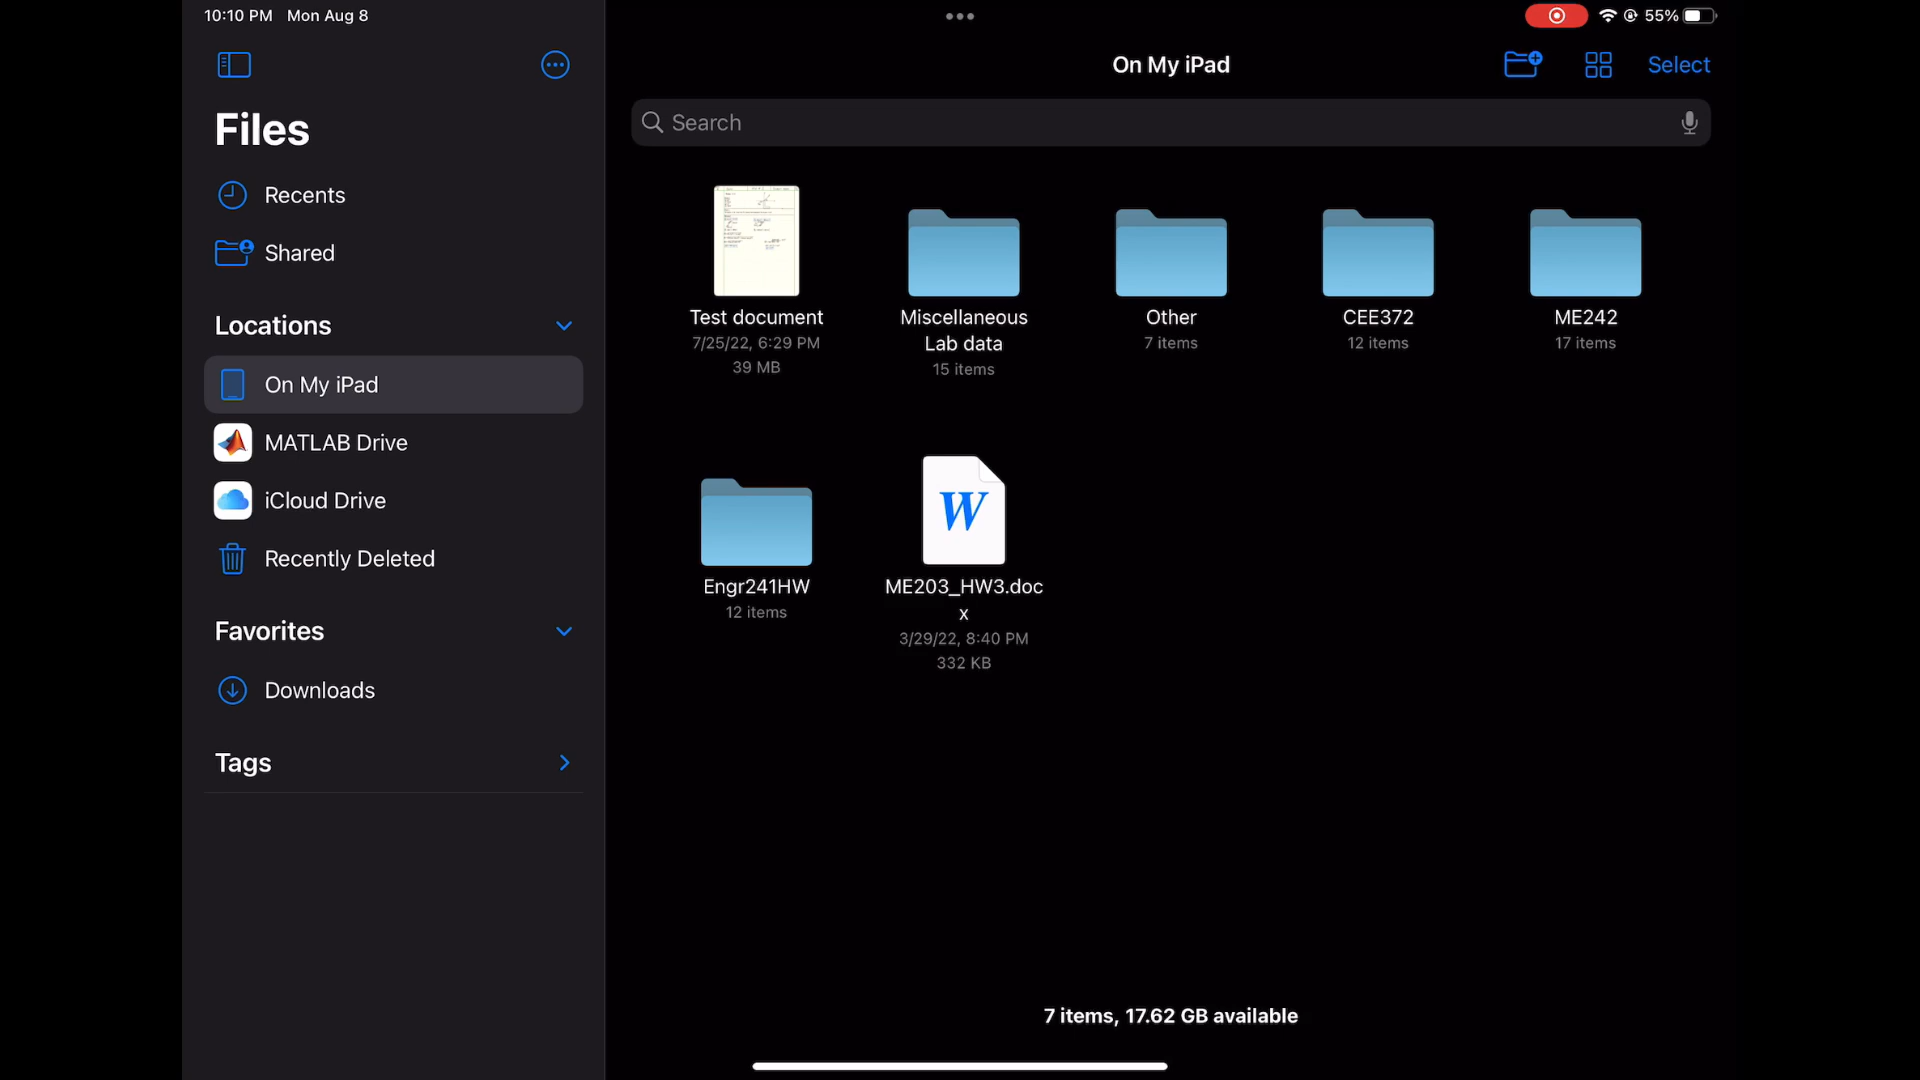 10:10 PM Mon Aug 8
55%
Files
Recents
Shared
Locations
On My iPad
MATLAB Drive
iCloud Drive
Recently Deleted
Favorites
Downloads
Tags
On My iPad
Select
Search
Test document
7/25/22, 6:29 PM
39 MB
Miscellaneous
Lab data
15 items
Other
7 items
CEE372
12 items
ME242
17 items
Engr241HW
12 items
W
ME203_HW3.doc
x
3/29/22, 8:40 PM
332 KB
7 items, 17.62 GB available